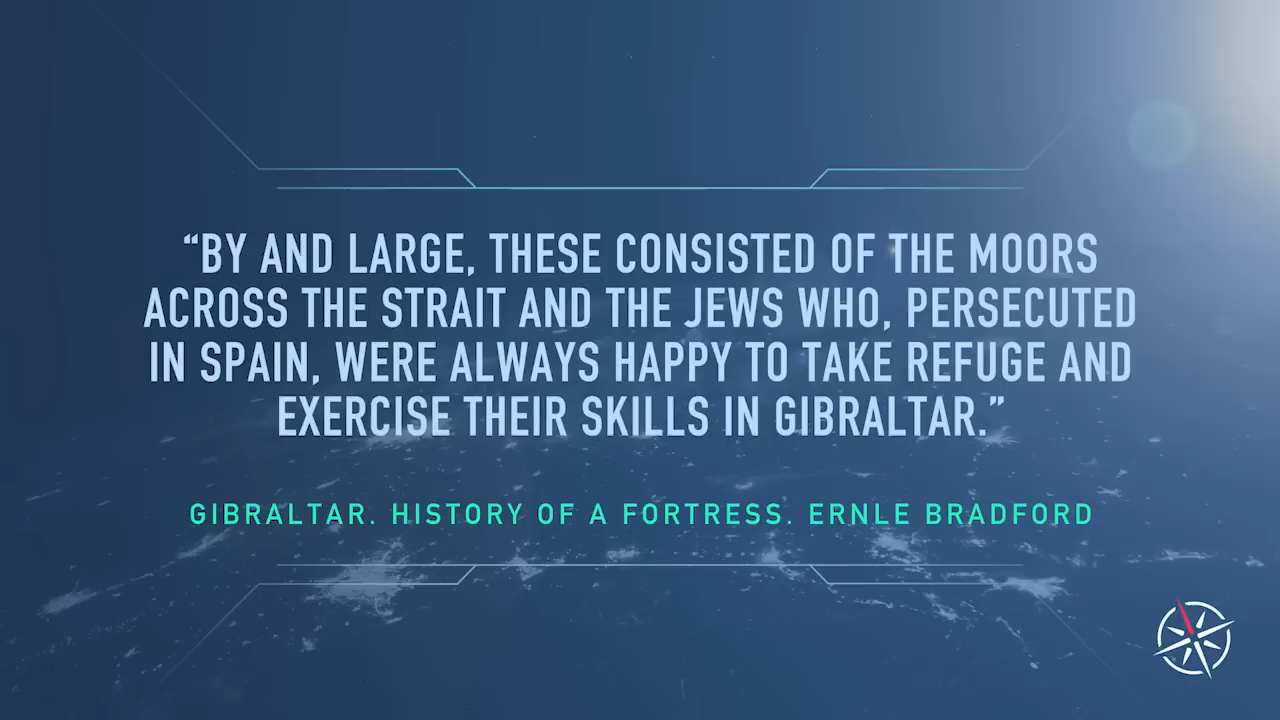 “BY AND LARGE, THESE CONSISTED OF THE MOORS
ACROSS THE STRAIT AND THE JEWS WHO, PERSECUTED
IN SPAIN, WERE ALWAYS HAPPY TO TAKE REFUGE AND
EXERCISE THEIR SKILLS IN GIBRALTAR.”
GIBRALTAR. HISTORY OF A FORTRESS. ERNLE BRADFORD